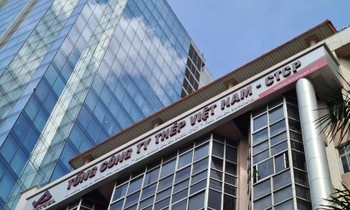 TỔNG CÔNG TY THÉP VIỆT NAM - CTCP